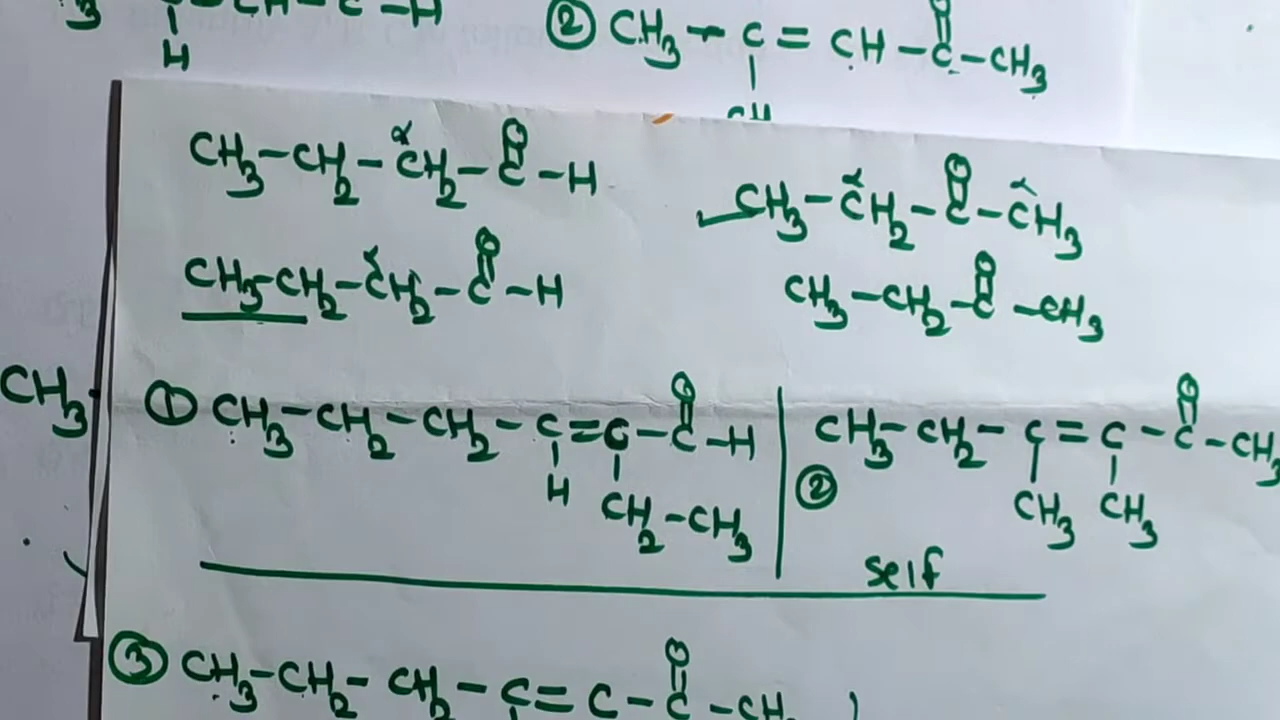 ② CH₃ – C = CH – C – CH₃
H
O
CH₃–CH₂–CH₂–C–H
α
O
CH₃–CH₂–C–CH₃
α
O
CH₃–CH₂–CH₂–C–H
O
CH₃–CH₂–C–CH₃
CH₃
O
① CH₃–CH₂–CH₂–C=C–C–H
H
CH₂–CH₃
O
② CH₃–CH₂–C=C–C–CH₃
CH₃ CH₃
self
O
③ CH₃–CH₂–CH₂–C=C–C–CH₃